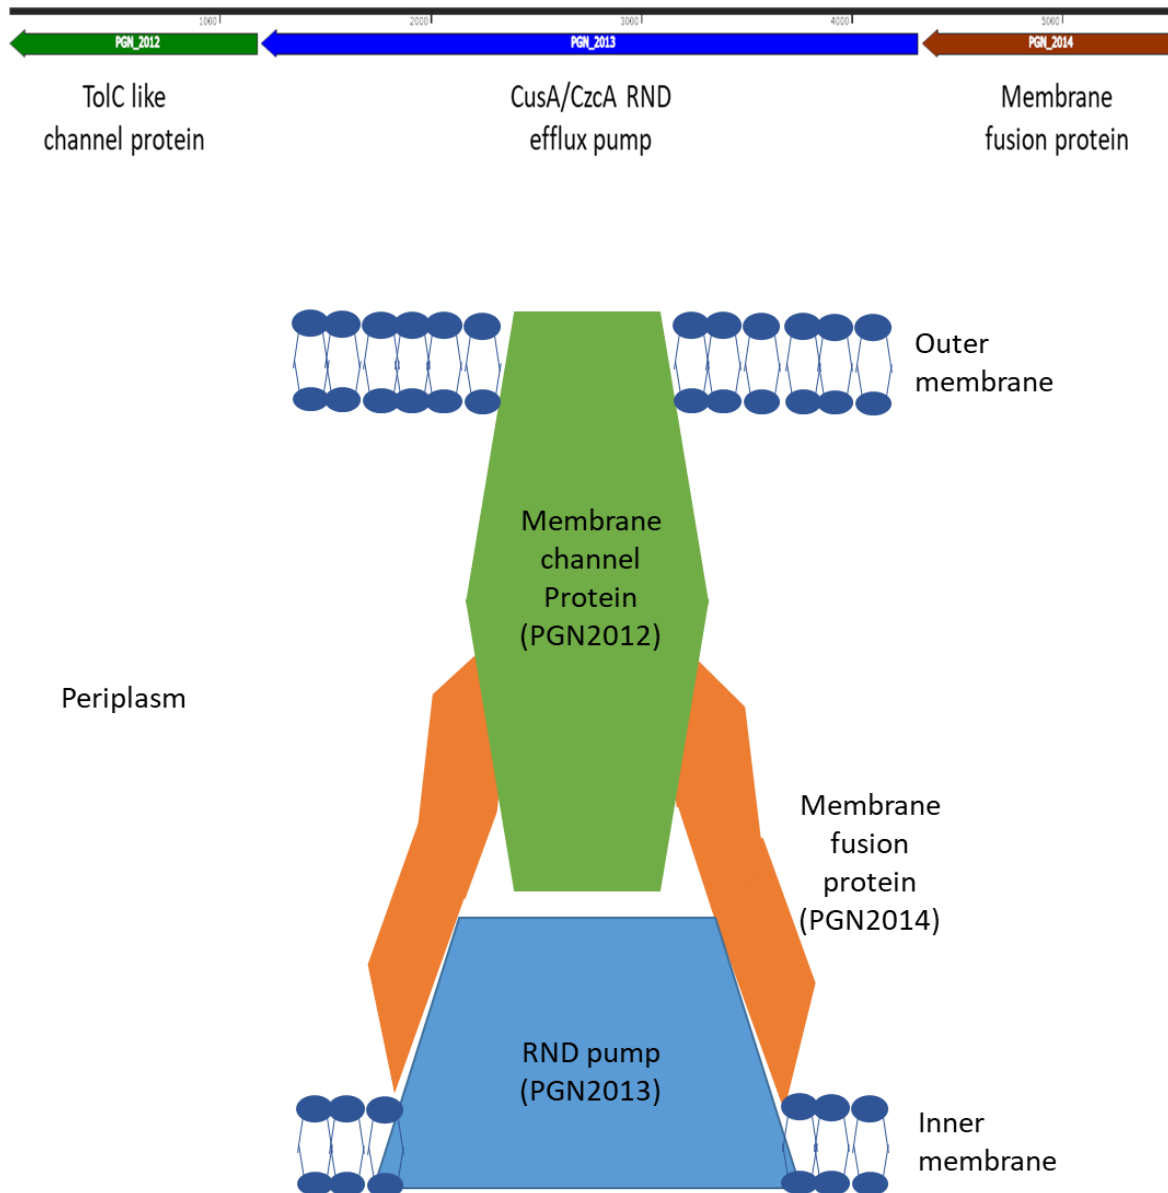 1000 2000 3000 4000 5000
PGN_2012 PGN_2013 PGN_2014
TolC like
channel protein
CusA/CzcA RND
efflux pump
Membrane
fusion protein
Outer
membrane
Membrane
channel
Protein
(PGN2012)
Periplasm
Membrane
fusion
protein
(PGN2014)
RND pump
(PGN2013)
Inner
membrane